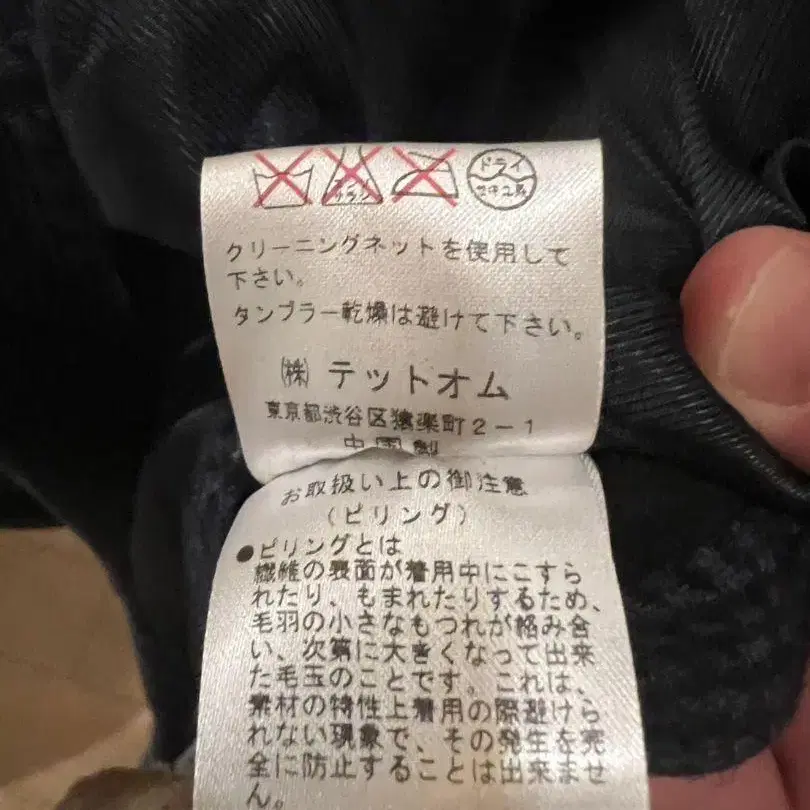 ドライ
クリーニングネットを使用して
下さい。
タンブラー乾燥は避けて下さい。
㈱ テットオム
東京都渋谷区猿楽町2-1
中国製
お取扱い上の御注意
(ピリング)
●ピリングとは
繊維の表面が着用中にこすら
れたり、もまれたりするため、
毛羽の小さなもつれが絡み合
い、次第に大きくなって出来
た毛玉のことです。これは、
素材の特性上着用の際避けら
れない現象で、その発生を完
全に防止することは出来ませ
ん。